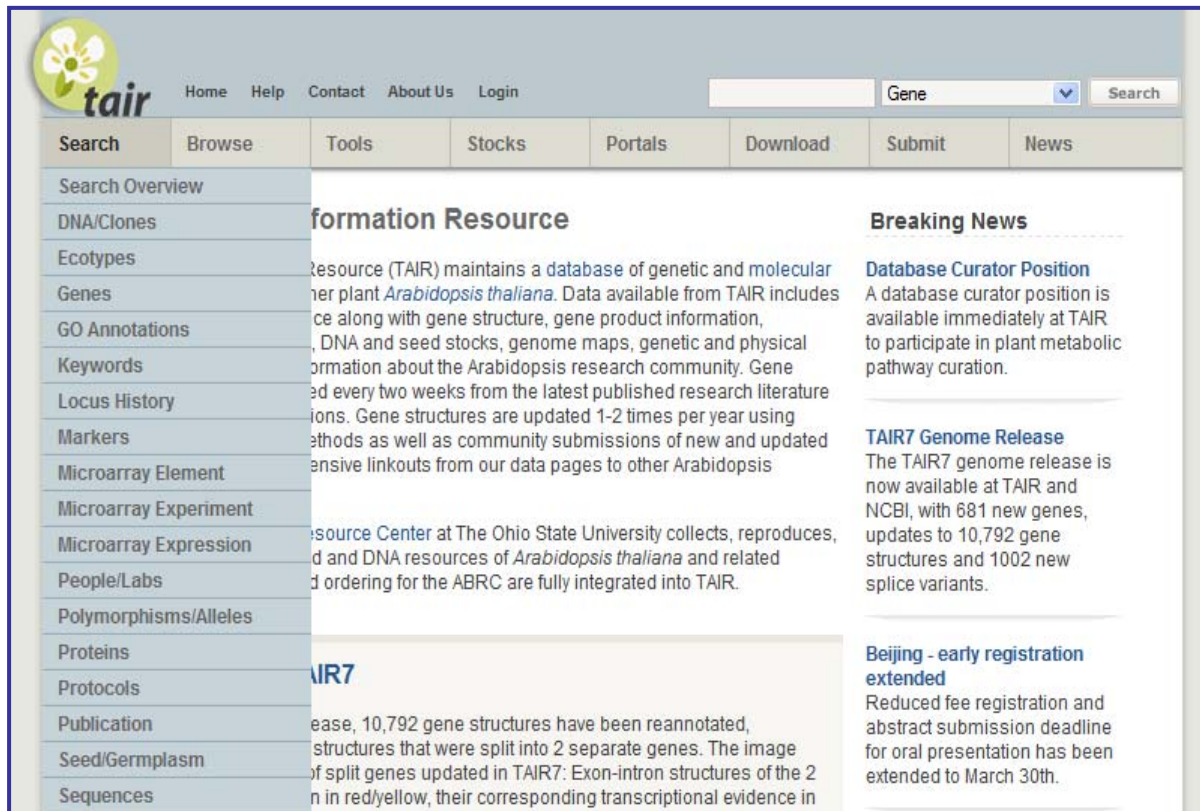 tair
Home Help Contact About Us Login
Gene
Search
Search Browse Tools Stocks Portals Download Submit News
Search Overview
DNA/Clones
Ecotypes
Genes
GO Annotations
Keywords
Locus History
Markers
Microarray Element
Microarray Experiment
Microarray Expression
People/Labs
Polymorphisms/Alleles
Proteins
Protocols
Publication
Seed/Germplasm
Sequences
formation Resource
Resource (TAIR) maintains a database of genetic and molecular
her plant Arabidopsis thaliana. Data available from TAIR includes
ce along with gene structure, gene product information,
, DNA and seed stocks, genome maps, genetic and physical
ormation about the Arabidopsis research community. Gene
ed every two weeks from the latest published research literature
ions. Gene structures are updated 1-2 times per year using
ethods as well as community submissions of new and updated
ensive linkouts from our data pages to other Arabidopsis
esource Center at The Ohio State University collects, reproduces,
d and DNA resources of Arabidopsis thaliana and related
d ordering for the ABRC are fully integrated into TAIR.
AIR7
ease, 10,792 gene structures have been reannotated,
structures that were split into 2 separate genes. The image
of split genes updated in TAIR7: Exon-intron structures of the 2
n in red/yellow, their corresponding transcriptional evidence in
Breaking News
Database Curator Position
A database curator position is
available immediately at TAIR
to participate in plant metabolic
pathway curation.
TAIR7 Genome Release
The TAIR7 genome release is
now available at TAIR and
NCBI, with 681 new genes,
updates to 10,792 gene
structures and 1002 new
splice variants.
Beijing - early registration
extended
Reduced fee registration and
abstract submission deadline
for oral presentation has been
extended to March 30th.